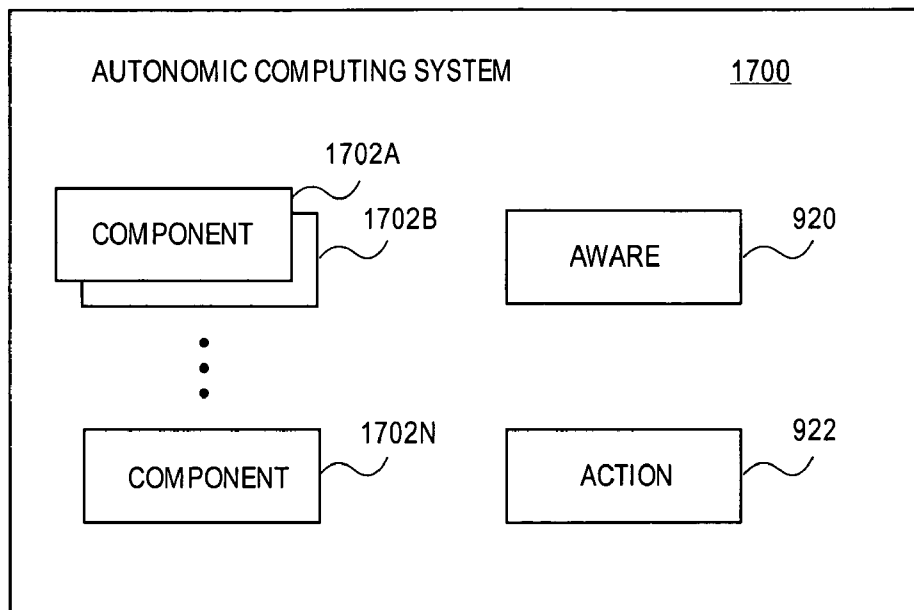 AUTONOMIC COMPUTING SYSTEM 1700
1702A
COMPONENT
1702B
AWARE
920
1702N
COMPONENT
ACTION
922